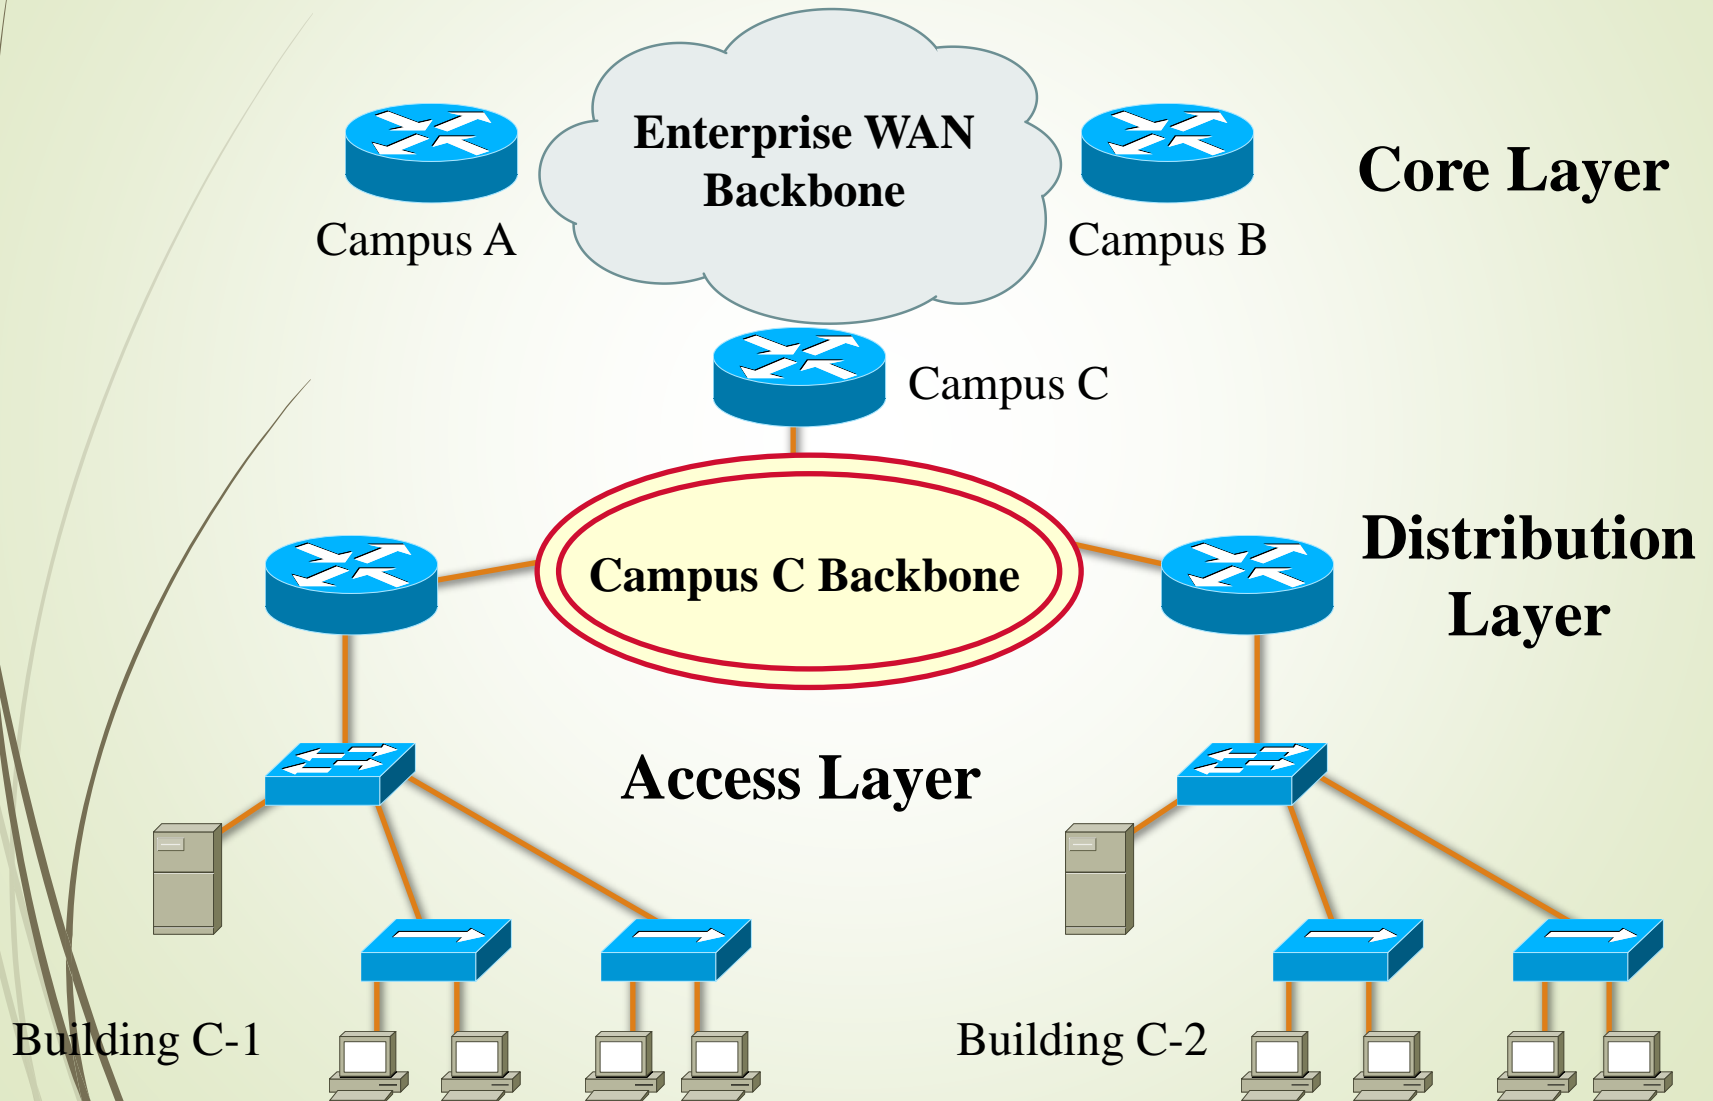 Enterprise WAN
Backbone
Core Layer
Campus A
Campus B
Campus C
Campus C Backbone
Distribution
Layer
Access Layer
Building C-1
Building C-2